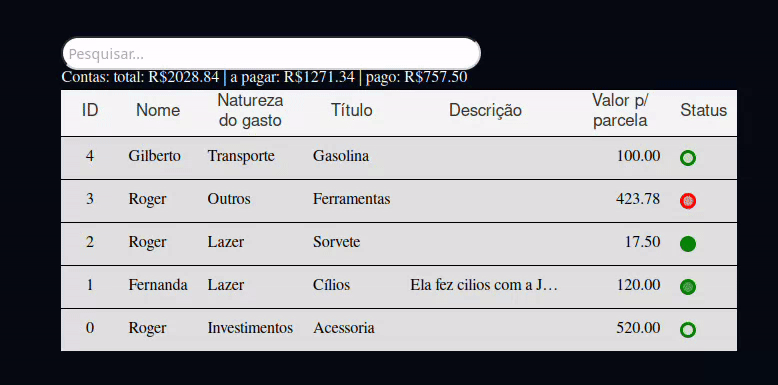 Pesquisar...
Contas: total: R$2028.84 | a pagar: R$1271.34 | pago: R$757.50
ID Nome Natureza do gasto Título Descrição Valor p/ parcela Status
4 Gilberto Transporte Gasolina 100.00
3 Roger Outros Ferramentas 423.78
2 Roger Lazer Sorvete 17.50
1 Fernanda Lazer Cílios Ela fez cilios com a J… 120.00
0 Roger Investimentos Acessoria 520.00